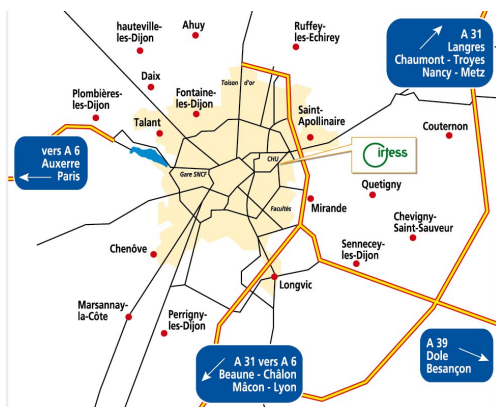 hauteville-
les-Dijon
Ahuy
Ruffey-
les-Echirey
A 31
Langres
Chaumont - Troyes
Nancy - Metz
Daix
Toison d'or
Plombières-
les-Dijon
Fontaine-
les-Dijon
Talant
Saint-
Apollinaire
Couternon
vers A 6
Auxerre
Paris
Gare SNCF
CHU
irtess
Quetigny
Facultés
Mirande
Chevigny-
Saint-Sauveur
Chenôve
Sennecey-
les-Dijon
Longvic
Marsannay-
la-Côte
Perrigny-
les-Dijon
A 31 vers A 6
Beaune - Châlon
Mâcon - Lyon
A 39
Dole
Besançon